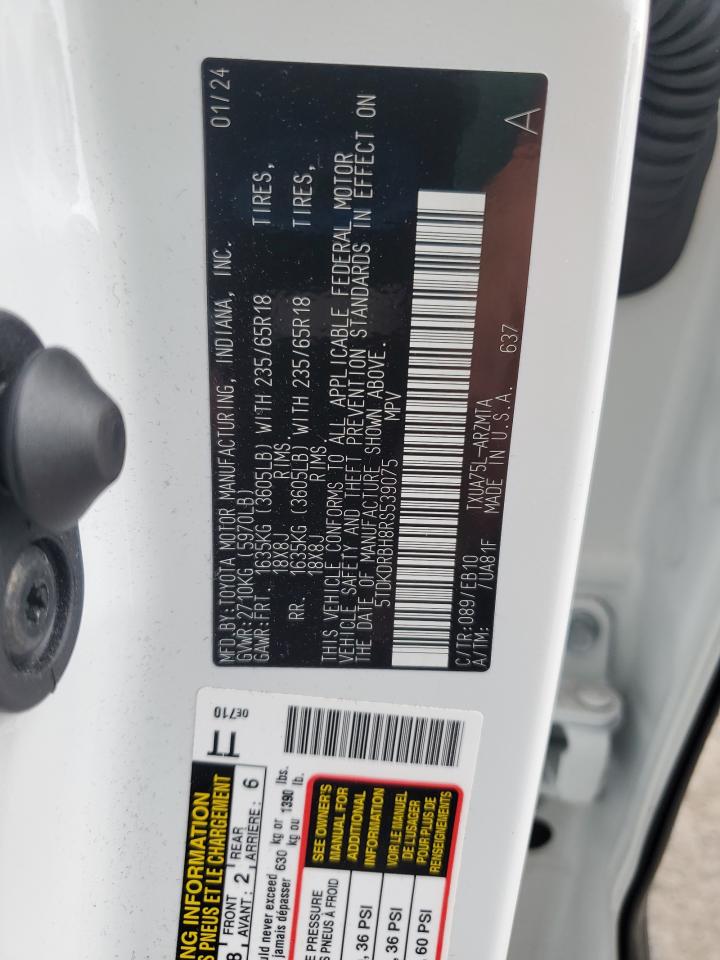 MFD.BY:TOYOTA MOTOR MANUFACTURING, INDIANA, INC. 01/24
GVWR:2710KG (5970LB)
GAWR:FRT 1635KG (3605LB) WITH 235/65R18 TIRES,
18X8J RIMS.
RR. 1635KG (3605LB) WITH 235/65R18 TIRES,
18X8J RIMS.
THIS VEHICLE CONFORMS TO ALL APPLICABLE FEDERAL MOTOR
VEHICLE SAFETY AND THEFT PREVENTION STANDARDS IN EFFECT ON
THE DATE OF MANUFACTURE SHOWN ABOVE.
5TDKDRBH8RS539075 MPV
C/TR:089/EB10 TXUA75L-ARZMTA A
A/TM: 7UA81F MADE IN U.S.A. 637
0E710
ING INFORMATION
S PNEUS ET LE CHARGEMENT
8 FRONT AVANT : 2 REAR ARRIÈRE : 6
uld never exceed
jamais dépasser 630 kg or 1390 lbs.
kg ou lb.
E PRESSURE
S PNEUS À FROID
, 36 PSI
, 36 PSI
, 60 PSI
SEE OWNER'S
MANUAL FOR
ADDITIONAL
INFORMATION
VOIR LE MANUEL
DE L'USAGER
POUR PLUS DE
RENSEIGNEMENTS